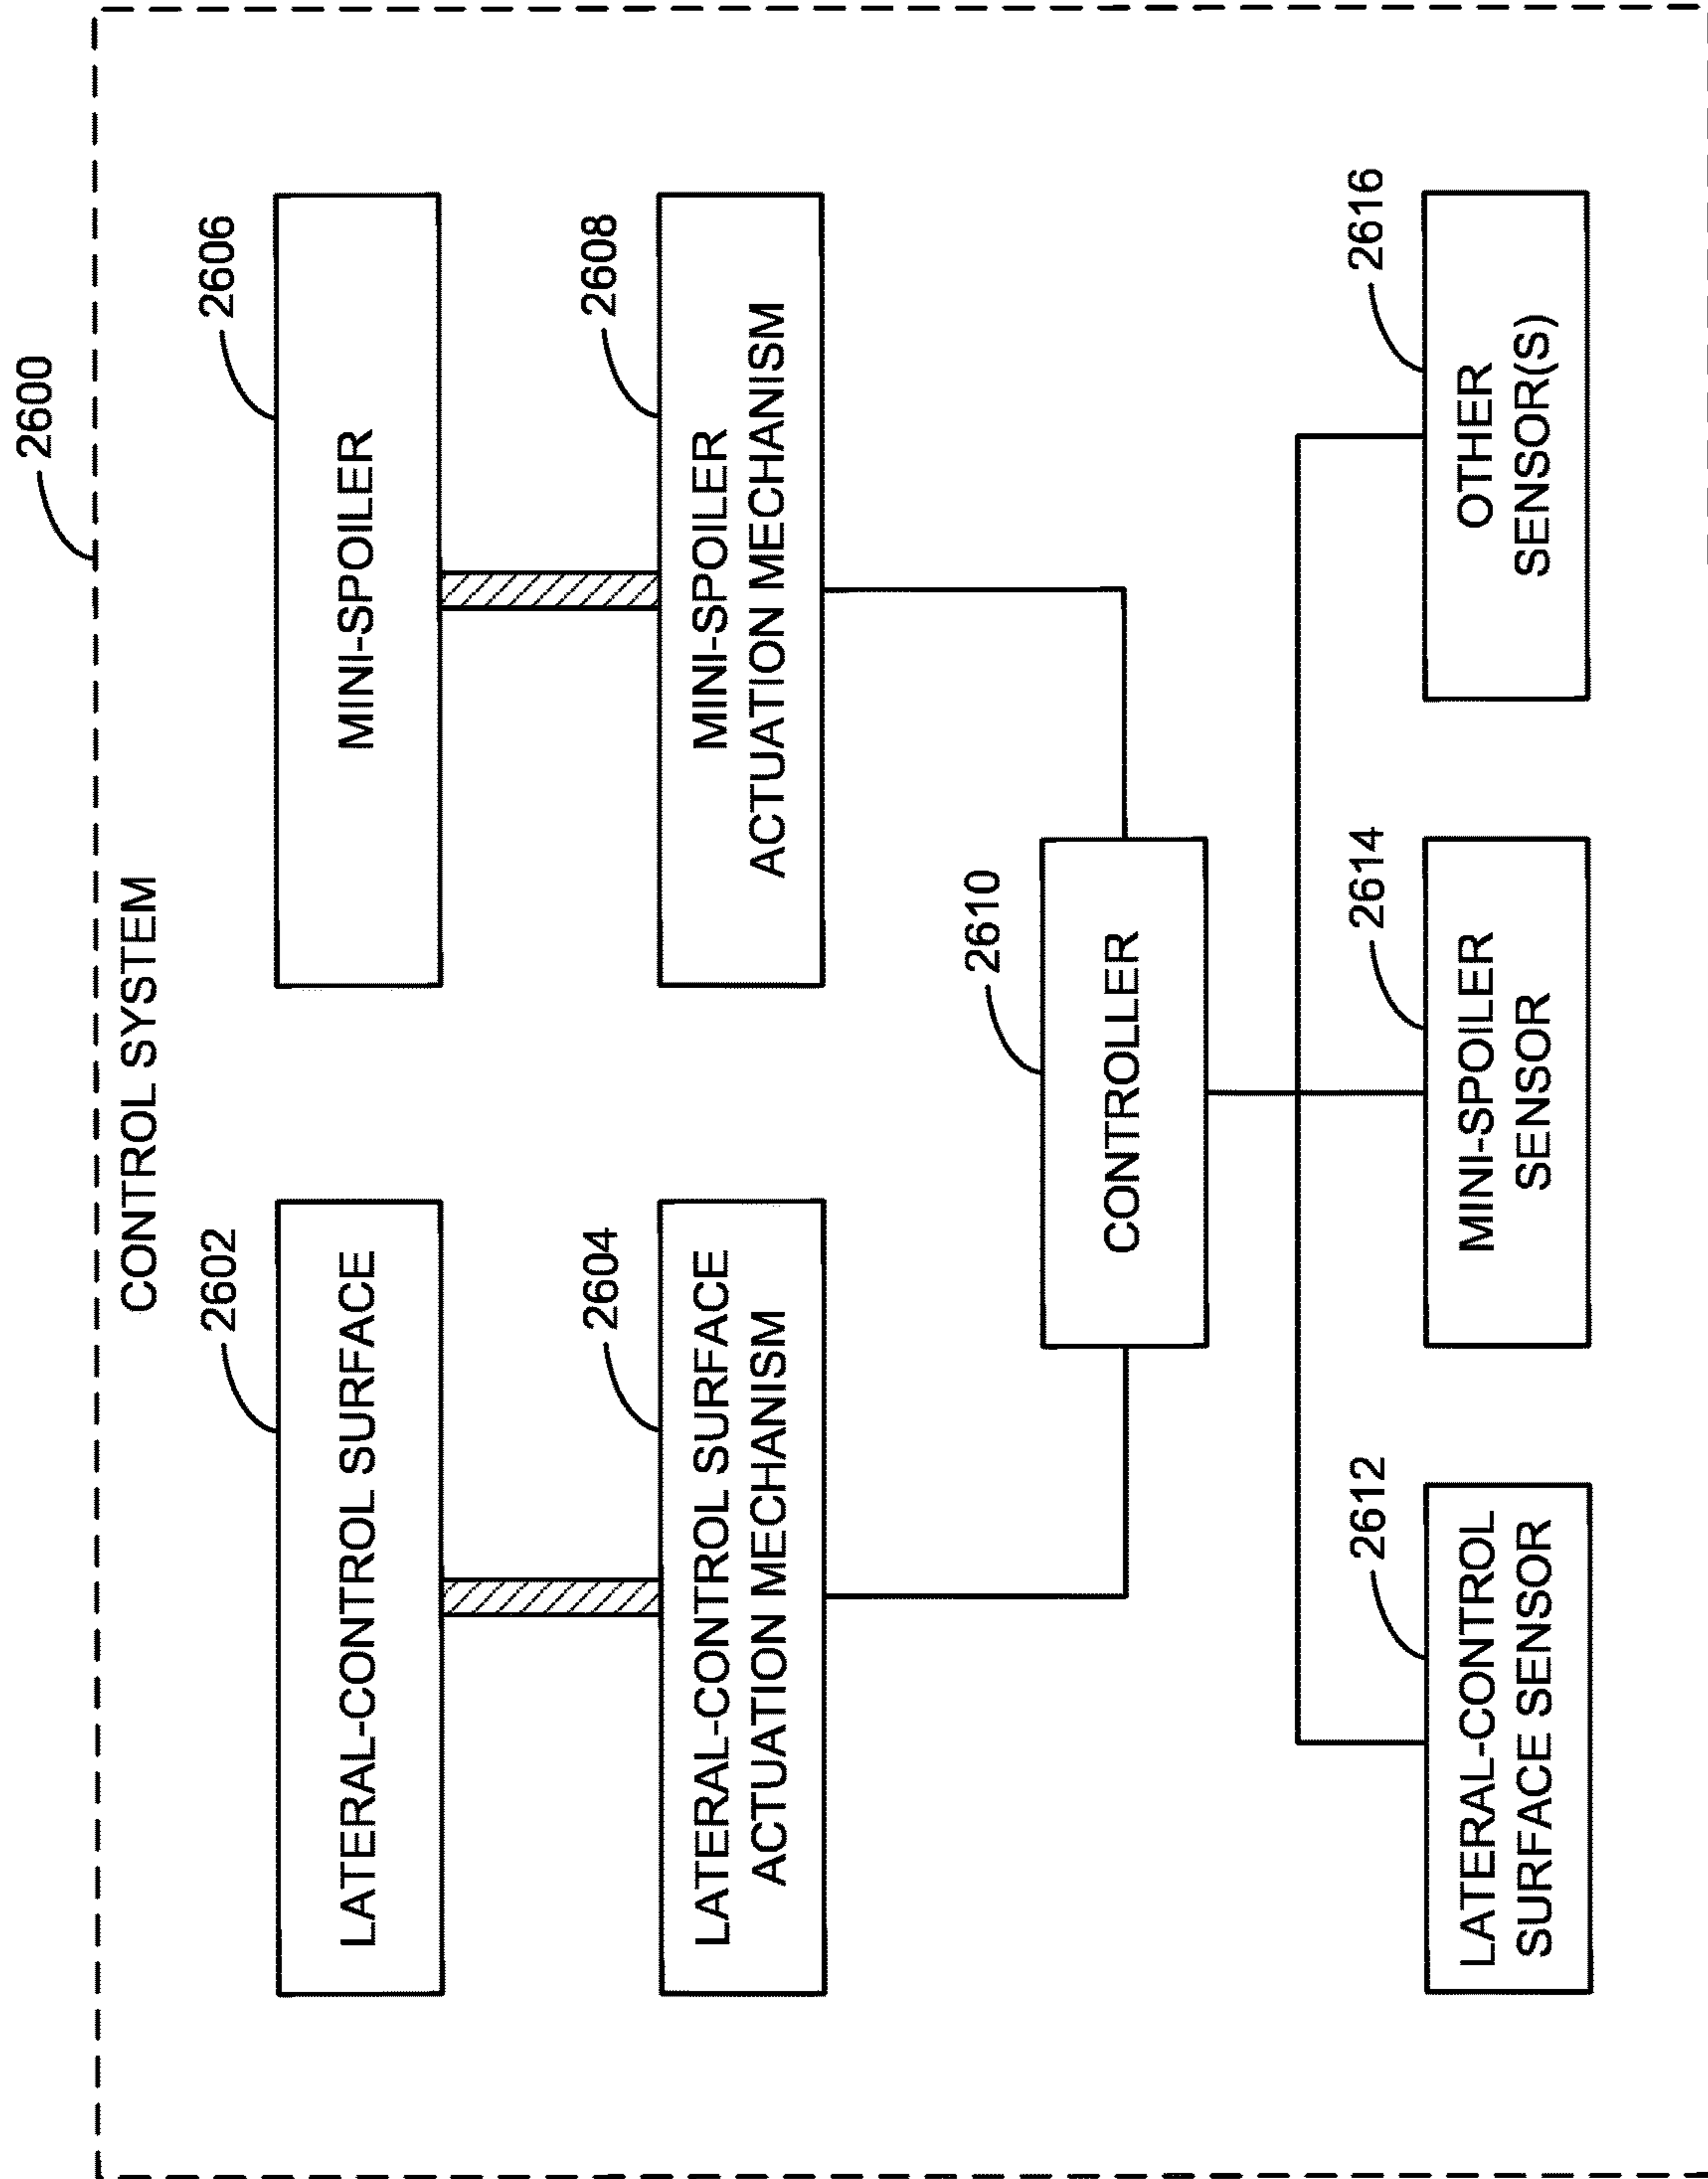 2600
CONTROL SYSTEM
2602
LATERAL-CONTROL SURFACE
2606
MINI-SPOILER
2604
LATERAL-CONTROL SURFACE
ACTUATION MECHANISM
2608
MINI-SPOILER
ACTUATION MECHANISM
2610
CONTROLLER
2612
LATERAL-CONTROL
SURFACE SENSOR
2614
MINI-SPOILER
SENSOR
2616
OTHER
SENSOR(S)